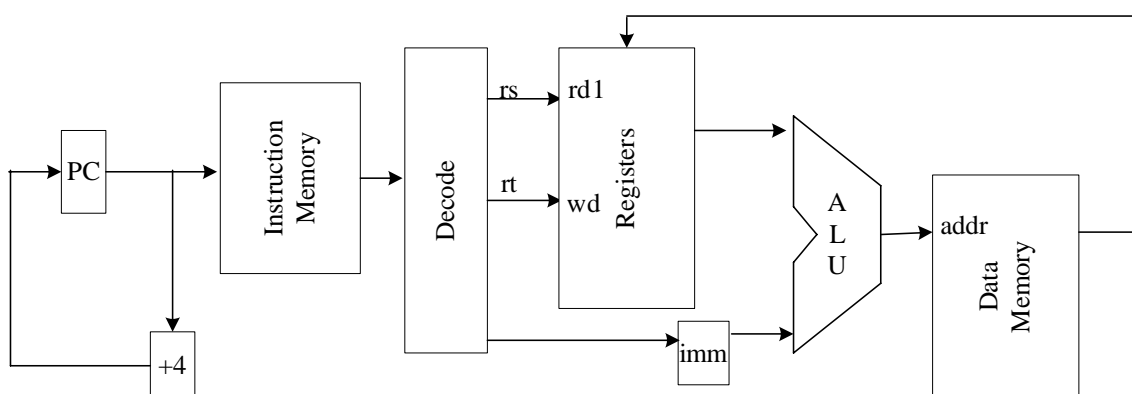 PC
+4
Instruction
Memory
Decode
rs
rt
rd1
wd
Registers
imm
A
L
U
addr
Data
Memory